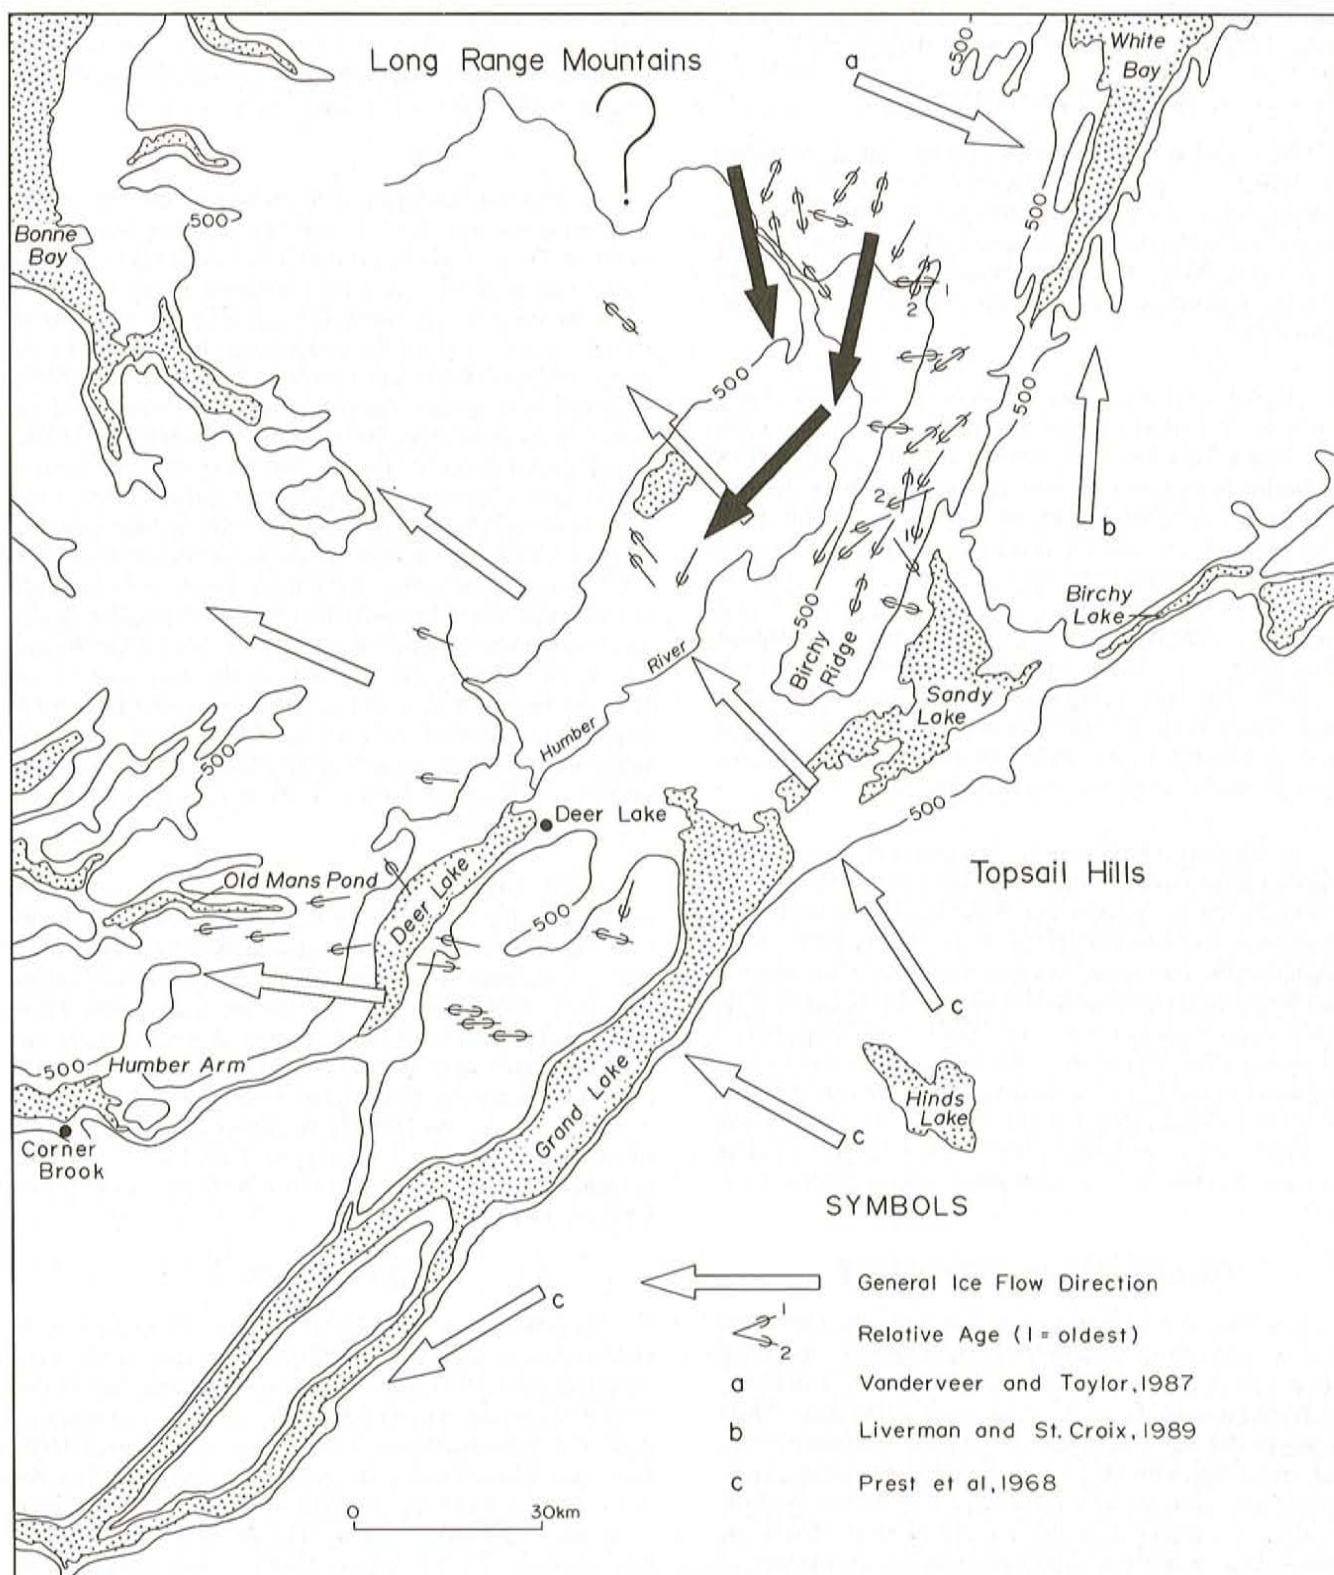 Long Range Mountains
?
White
Bay
a
500
500
500
Bonne
Bay
1
2
500
500
b
2
1
Birchy
Lake
500
Birchy
Ridge
River
Sandy
Lake
Humber
500
500
Deer Lake
Topsail Hills
Old Mans Pond
Deer Lake
500
c
500
Humber Arm
Hinds
Lake
Grand Lake
c
Corner
Brook
SYMBOLS
c
General Ice Flow Direction
1
2
Relative Age (1 = oldest)
a Vanderveer and Taylor, 1987
b Liverman and St. Croix, 1989
c Prest et al, 1968
0 30km